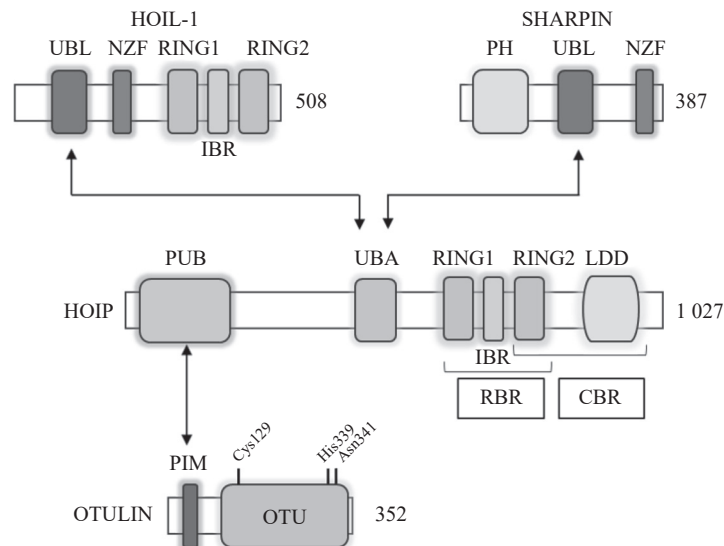 HOIL-1 SHARPIN
UBL NZF RING1 RING2 PH UBL NZF
508 387
IBR
PUB UBA RING1 RING2 LDD
HOIP 1 027
IBR
RBR CBR
Cys129 His339 Asn341
PIM
OTULIN OTU 352